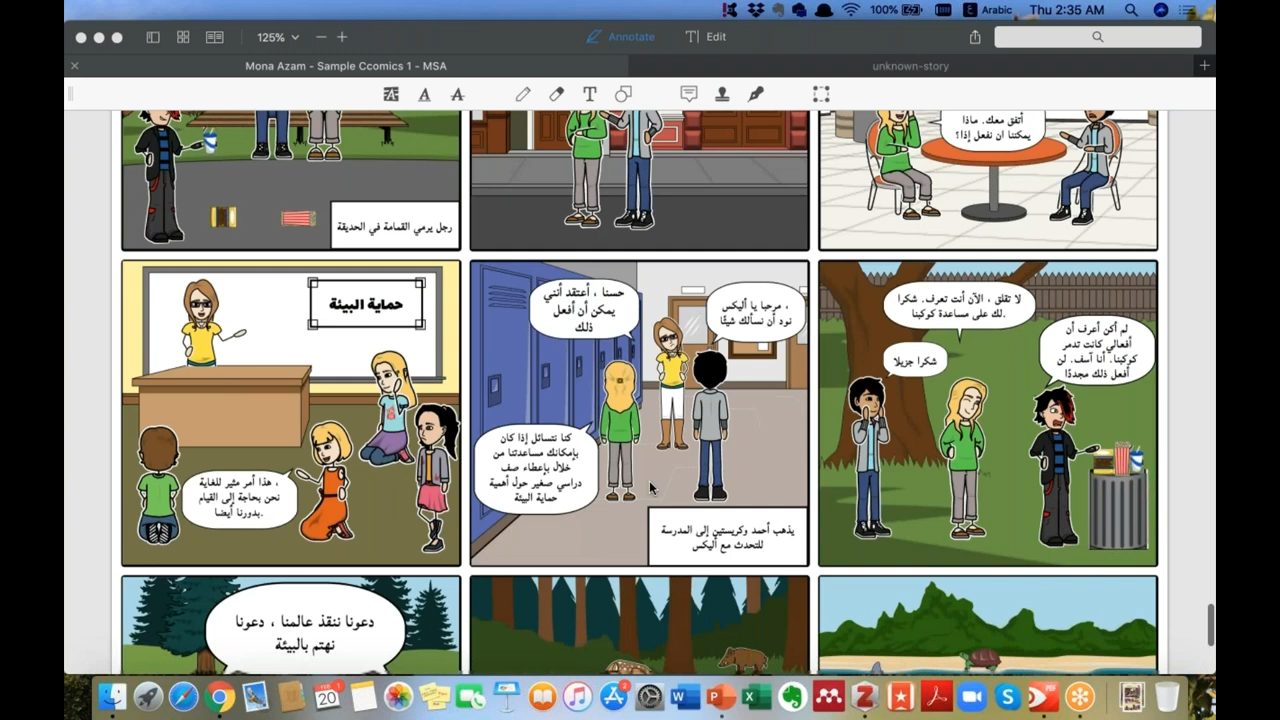 100%
Arabic
Thu 2:35 AM
125%
Annotate
Edit
Mona Azam - Sample Ccomics 1 - MSA
unknown-story
أتفق معك. ماذا
يمكننا ان نفعل إذا؟
رجل يرمي القمامة في الحديقة
لا تقلق ، الآن أنت تعرف. شكرا
لك على مساعدة كوكبنا.
لم أكن أعرف أن
أفعالي كانت تدمر
كوكبنا. أنا آسف. لن
أفعل ذلك مجددًا
شكرا جزيلا
، مرحبا يا أليكس
نود أن نسألك شيئًا
حسنا ، أعتقد أنني
يمكن أن أفعل
ذلك
كنا نتسائل إذا كان
بإمكانك مساعدتنا من
خلال بإعطاء صف
دراسي صغير حول أهمية
حماية البيئة
يذهب أحمد وكريستين إلى المدرسة
للتحدث مع أليكس
حماية البيئة
، هذا أمر مثير للغاية
نحن بحاجة إلى القيام
بدورنا أيضا.
دعونا ننقذ عالمنا ، دعونا
نهتم بالبيئة
20